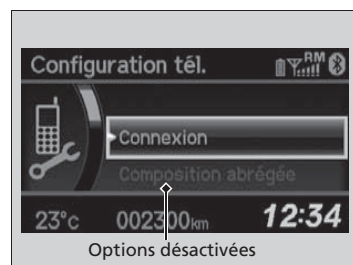 Configuration tél.
RM
Connexion
Composition abrégée
23°c 002300km 12:34
Options désactivées